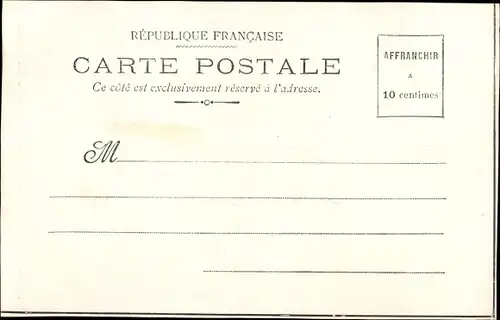 RÉPUBLIQUE FRANÇAISE
CARTE POSTALE
Ce côté est exclusivement réservé à l'adresse.
AFFRANCHIR
A
10 centimes
M